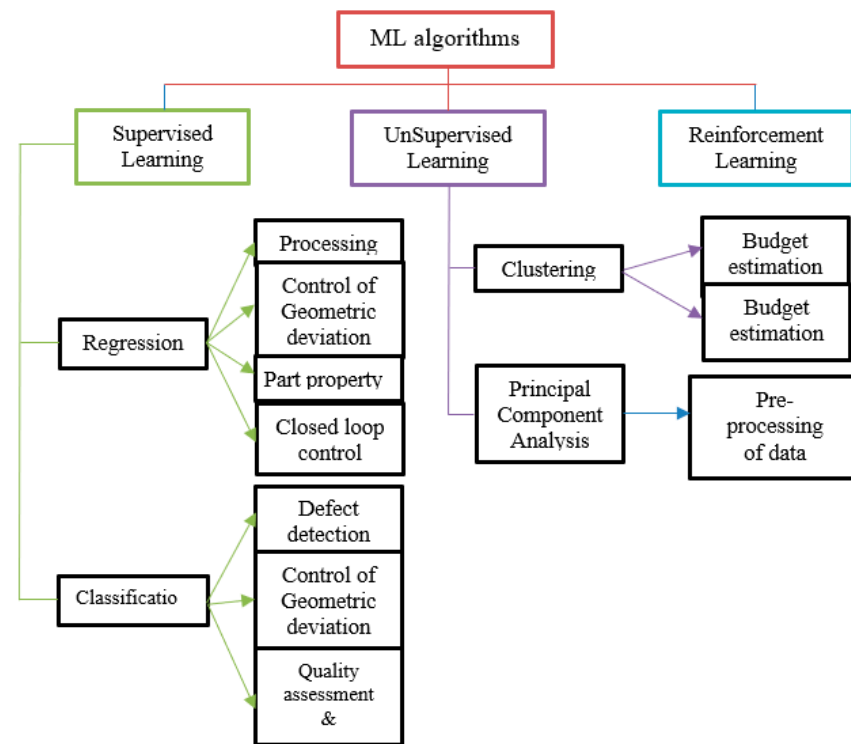 ML algorithms
Supervised
Learning
UnSupervised
Learning
Reinforcement
Learning
Regression
Processing
Control of
Geometric
deviation
Part property
Closed loop
control
Classificatio
Defect
detection
Control of
Geometric
deviation
Quality
assessment
&
Clustering
Budget
estimation
Budget
estimation
Principal
Component
Analysis
Pre-
processing
of data